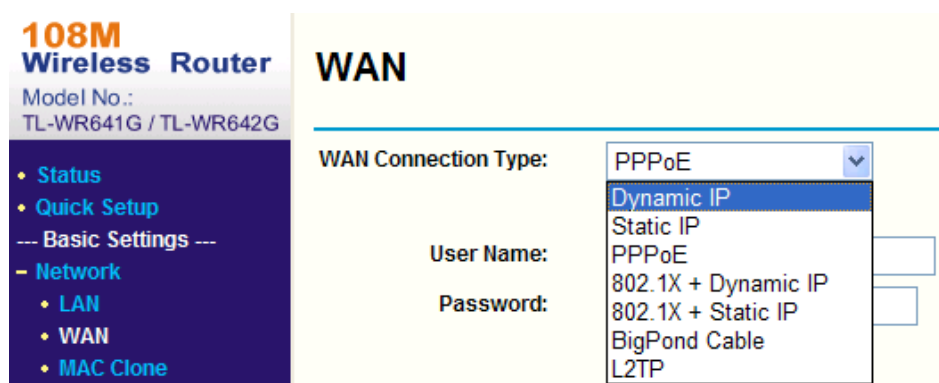 108M
Wireless Router
Model No.:
TL-WR641G / TL-WR642G
• Status
• Quick Setup
--- Basic Settings ---
– Network
• LAN
• WAN
• MAC Clone
WAN
WAN Connection Type: PPPoE
Dynamic IP
Static IP
User Name: PPPoE
802.1X + Dynamic IP
Password: 802.1X + Static IP
BigPond Cable
L2TP